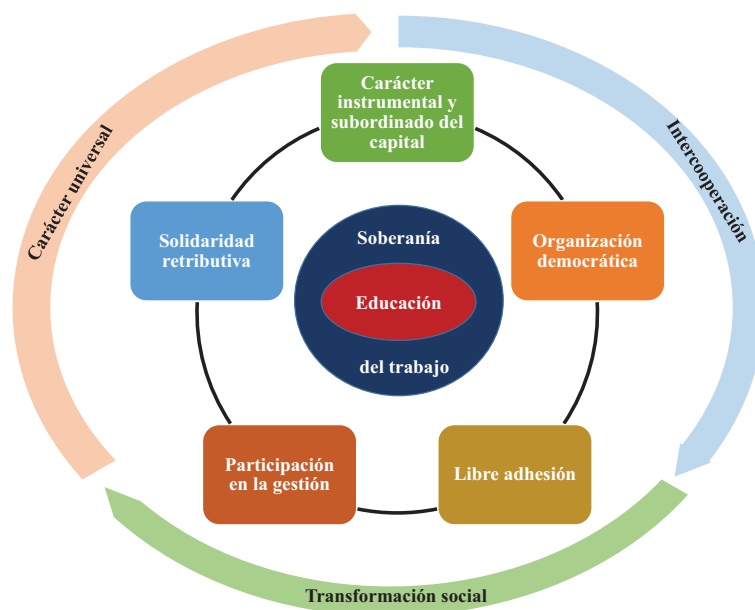 Carácter
instrumental y
subordinado del
capital
Carácter universal
Intercooperación
Solidaridad
retributiva
Soberanía
Educación
del trabajo
Organización
democrática
Participación
en la gestión
Libre adhesión
Transformación social